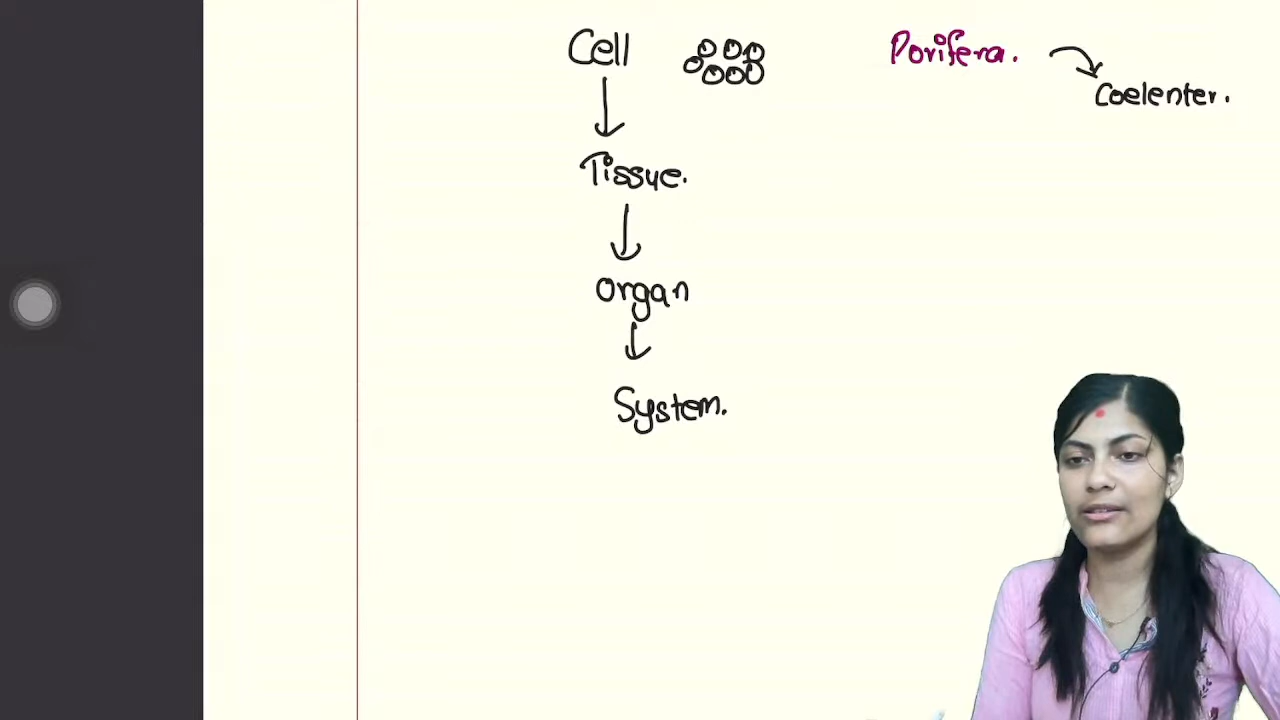 Cell
Porifera.
Coelenter.
Tissue.
Organ
System.